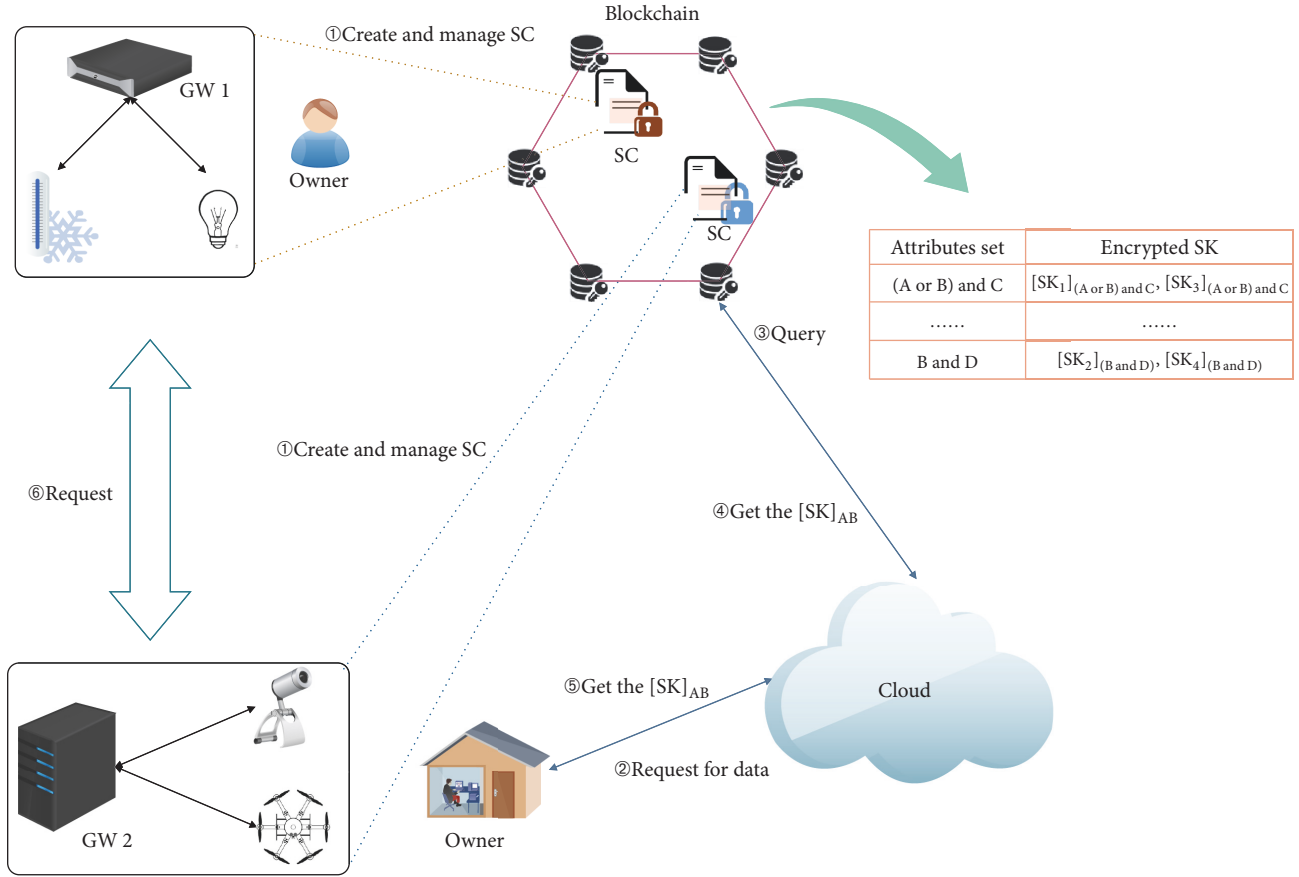 Blockchain
①Create and manage SC
GW 1
Owner
SC
SC
Attributes set Encrypted SK
(A or B) and C [SK₁](A or B) and C, [SK₃](A or B) and C
...... ......
B and D [SK₂](B and D), [SK₄](B and D)
③Query
①Create and manage SC
⑥Request
④Get the [SK]AB
⑤Get the [SK]AB
Cloud
②Request for data
GW 2
Owner